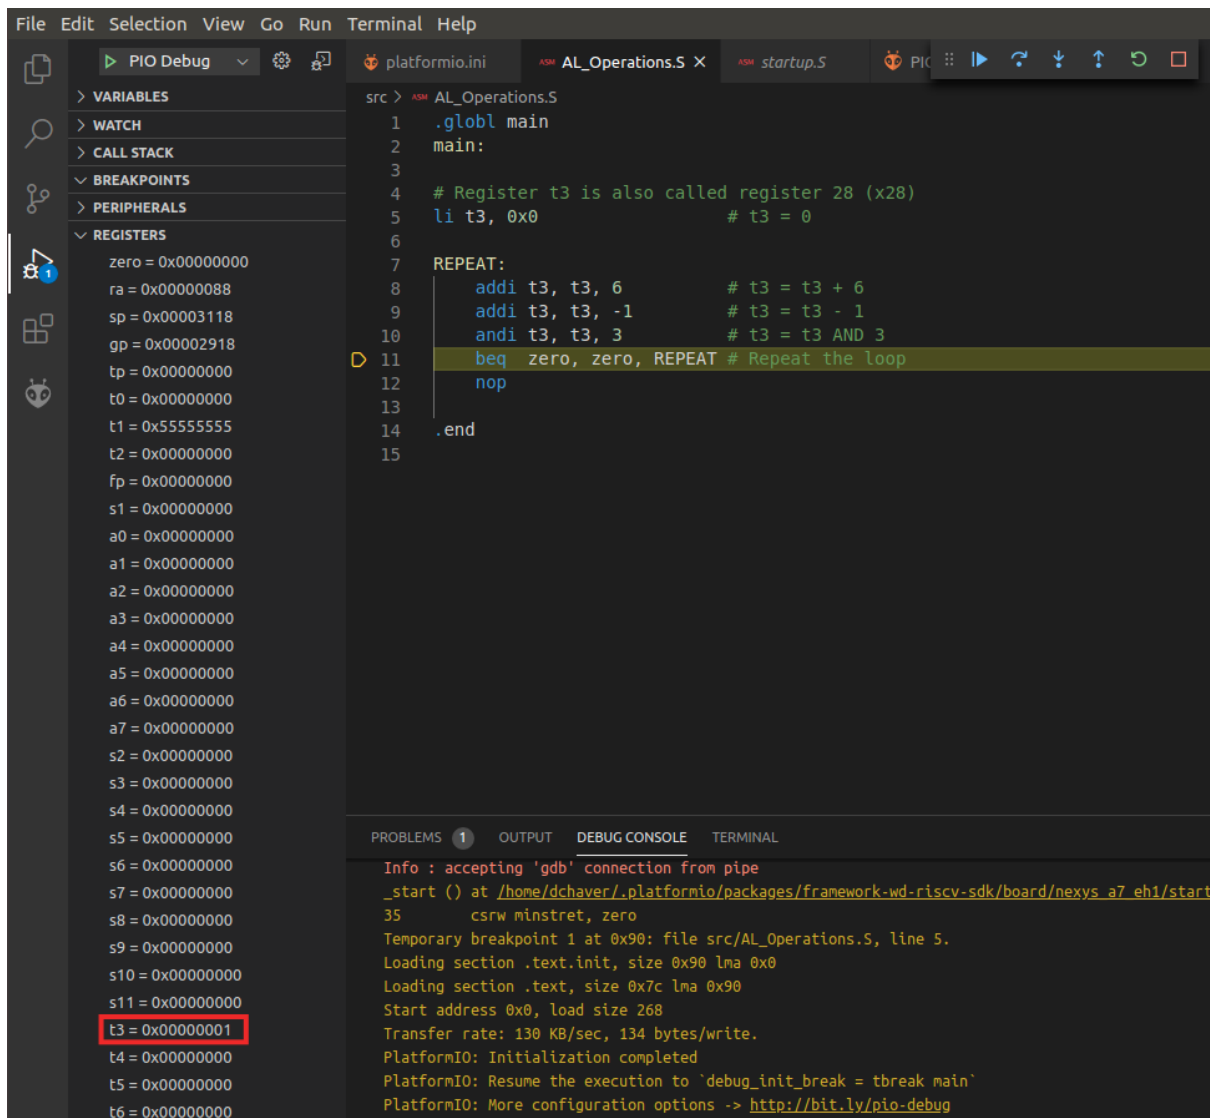 File Edit Selection View Go Run Terminal Help
PIO Debug
VARIABLES
WATCH
CALL STACK
BREAKPOINTS
PERIPHERALS
REGISTERS
zero = 0x00000000
ra = 0x00000088
sp = 0x00003118
gp = 0x00002918
tp = 0x00000000
t0 = 0x00000000
t1 = 0x55555555
t2 = 0x00000000
fp = 0x00000000
s1 = 0x00000000
a0 = 0x00000000
a1 = 0x00000000
a2 = 0x00000000
a3 = 0x00000000
a4 = 0x00000000
a5 = 0x00000000
a6 = 0x00000000
a7 = 0x00000000
s2 = 0x00000000
s3 = 0x00000000
s4 = 0x00000000
s5 = 0x00000000
s6 = 0x00000000
s7 = 0x00000000
s8 = 0x00000000
s9 = 0x00000000
s10 = 0x00000000
s11 = 0x00000000
t3 = 0x00000001
t4 = 0x00000000
t5 = 0x00000000
t6 = 0x00000000
1
platformio.ini ASM AL_Operations.S ASM startup.S PIO
src > ASM AL_Operations.S
1 .globl main
2 main:
3
4 # Register t3 is also called register 28 (x28)
5 li t3, 0x0 # t3 = 0
6
7 REPEAT:
8 addi t3, t3, 6 # t3 = t3 + 6
9 addi t3, t3, -1 # t3 = t3 - 1
10 andi t3, t3, 3 # t3 = t3 AND 3
11 beq zero, zero, REPEAT # Repeat the loop
12 nop
13
14 .end
15
PROBLEMS 1 OUTPUT DEBUG CONSOLE TERMINAL
Info : accepting 'gdb' connection from pipe
_start () at /home/dchaver/.platformio/packages/framework-wd-riscv-sdk/board/nexys_a7_eh1/start
35 csrw minstret, zero
Temporary breakpoint 1 at 0x90: file src/AL_Operations.S, line 5.
Loading section .text.init, size 0x90 lma 0x0
Loading section .text, size 0x7c lma 0x90
Start address 0x0, load size 268
Transfer rate: 130 KB/sec, 134 bytes/write.
PlatformIO: Initialization completed
PlatformIO: Resume the execution to `debug_init_break = tbreak main`
PlatformIO: More configuration options -> http://bit.ly/pio-debug